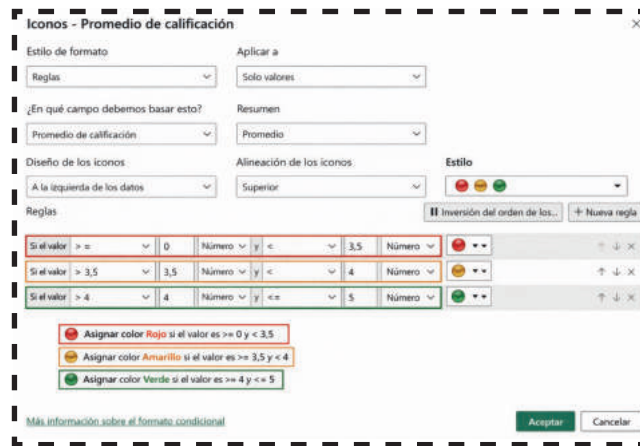 Iconos - Promedio de calificación
Estilo de formato Aplicar a
Reglas Solo valores
¿En qué campo debemos basar esto? Resumen
Promedio de calificación Promedio
Diseño de los iconos Alineación de los iconos Estilo
A la izquierda de los datos Superior
Reglas Inversión del orden de los... + Nueva regla
Si el valor > = 0 Número y < 3,5 Número
Si el valor > 3,5 3,5 Número y < 4 Número
Si el valor > 4 4 Número y <= 5 Número
Asignar color Rojo si el valor es >= 0 y < 3,5
Asignar color Amarillo si el valor es >= 3,5 y < 4
Asignar color Verde si el valor es >= 4 y <= 5
Más información sobre el formato condicional Aceptar Cancelar